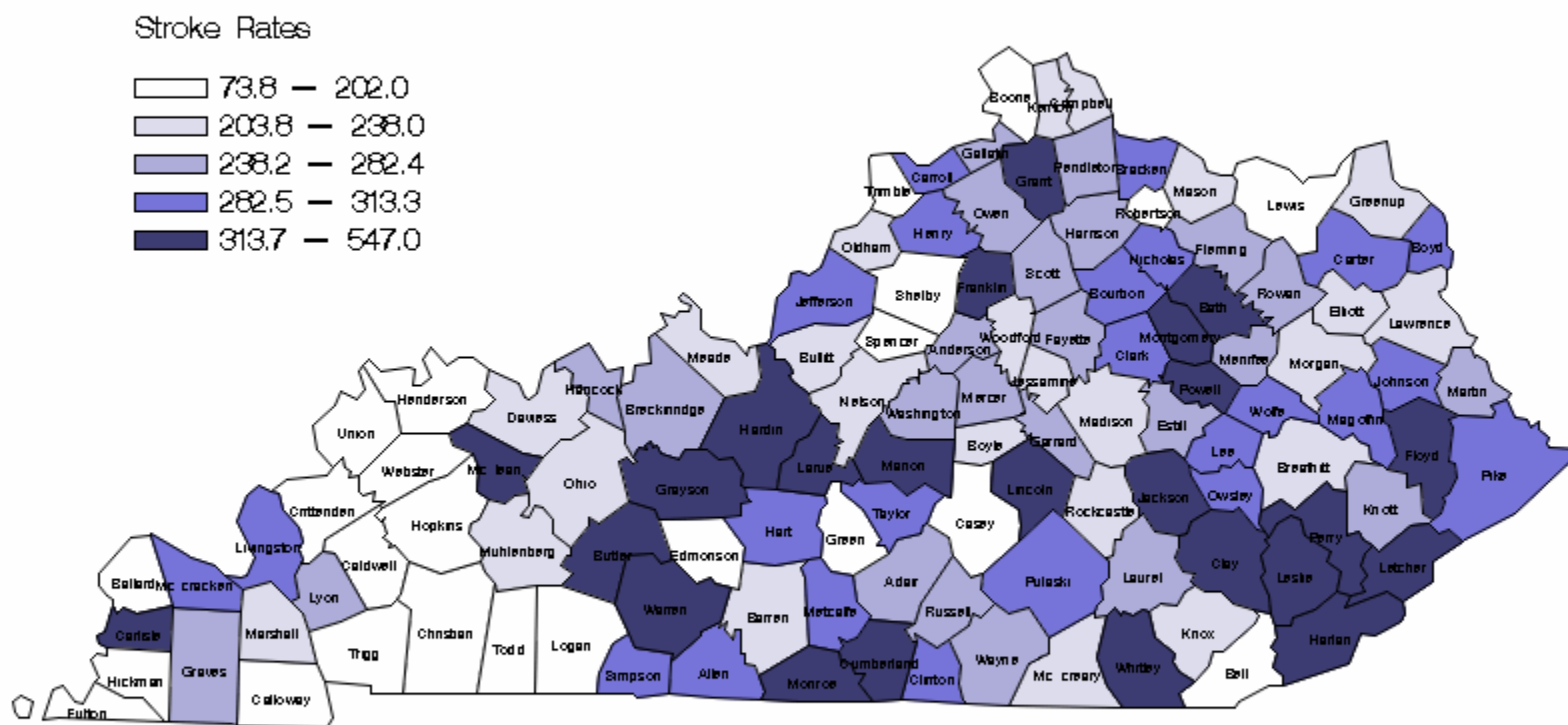 Stroke Rates
73.8 — 202.0
203.8 — 238.0
238.2 — 282.4
282.5 — 313.3
313.7 — 547.0
Boone
Kenton
Campbell
Gallatin
Grant
Pendleton
Bracken
Mason
Lewis
Greenup
Trimble
Carroll
Owen
Robertson
Oldham
Henry
Harrison
Nicholas
Fleming
Carter
Boyd
Jefferson
Shelby
Franklin
Scott
Bourbon
Bath
Rowan
Elliott
Lawrence
Spencer
Bullitt
Anderson
Woodford
Fayette
Clark
Montgomery
Menifee
Morgan
Johnson
Martin
Meade
Hancock
Breckinridge
Daviess
Henderson
Union
Nelson
Washington
Mercer
Jessamine
Madison
Estill
Powell
Wolfe
Magoffin
Floyd
Pike
Webster
Mc lean
Ohio
Grayson
Hardin
Larue
Marion
Boyle
Garrard
Lincoln
Rockcastle
Jackson
Lee
Owsley
Breathitt
Knott
Crittenden
Hopkins
Muhlenberg
Butler
Edmonson
Hart
Green
Taylor
Casey
Pulaski
Laurel
Clay
Leslie
Perry
Letcher
Livingston
Caldwell
Lyon
Ballard
Mc cracken
Carlisle
Graves
Marshall
Trigg
Christian
Todd
Logan
Warren
Barren
Metcalfe
Adair
Russell
Wayne
Mc creary
Whitley
Knox
Bell
Harlan
Hickman
Fulton
Calloway
Simpson
Allen
Monroe
Cumberland
Clinton